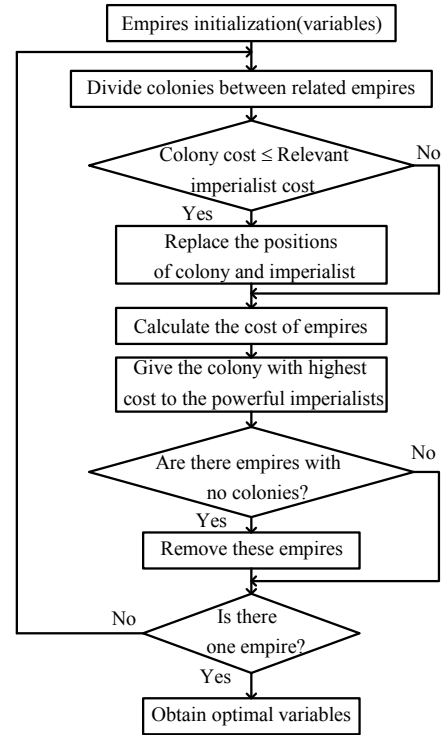 Empires initialization(variables)
Divide colonies between related empires
Colony cost ≤ Relevant
imperialist cost
No
Yes
Replace the positions
of colony and imperialist
Calculate the cost of empires
Give the colony with highest
cost to the powerful imperialists
Are there empires with
no colonies?
No
Yes
Remove these empires
Is there
one empire?
No
Yes
Obtain optimal variables